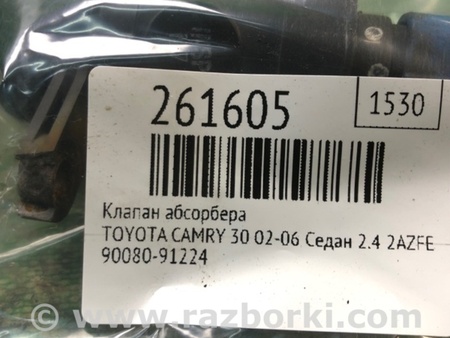 261605
1530
Клапан абсорбера
TOYOTA CAMRY 30 02-06 Седан 2.4 2AZFE
90080-91224
www.razborki.com